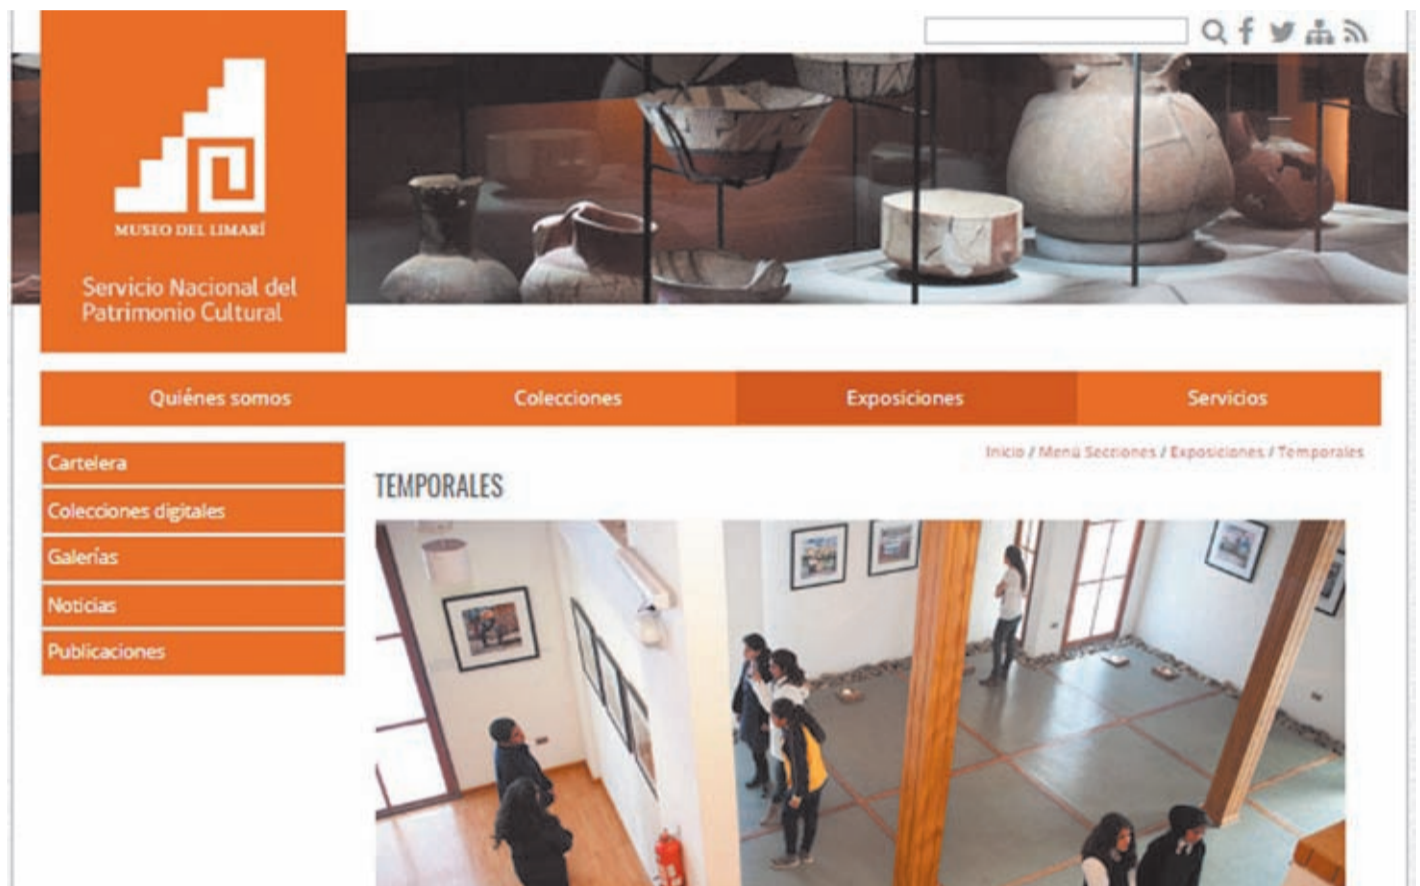 MUSEO DEL LIMARÍ
Servicio Nacional del
Patrimonio Cultural
Quiénes somos
Colecciones
Exposiciones
Servicios
Cartelera
Colecciones digitales
Galerías
Noticias
Publicaciones
Inicio / Menú Secciones / Exposiciones / Temporales
TEMPORALES